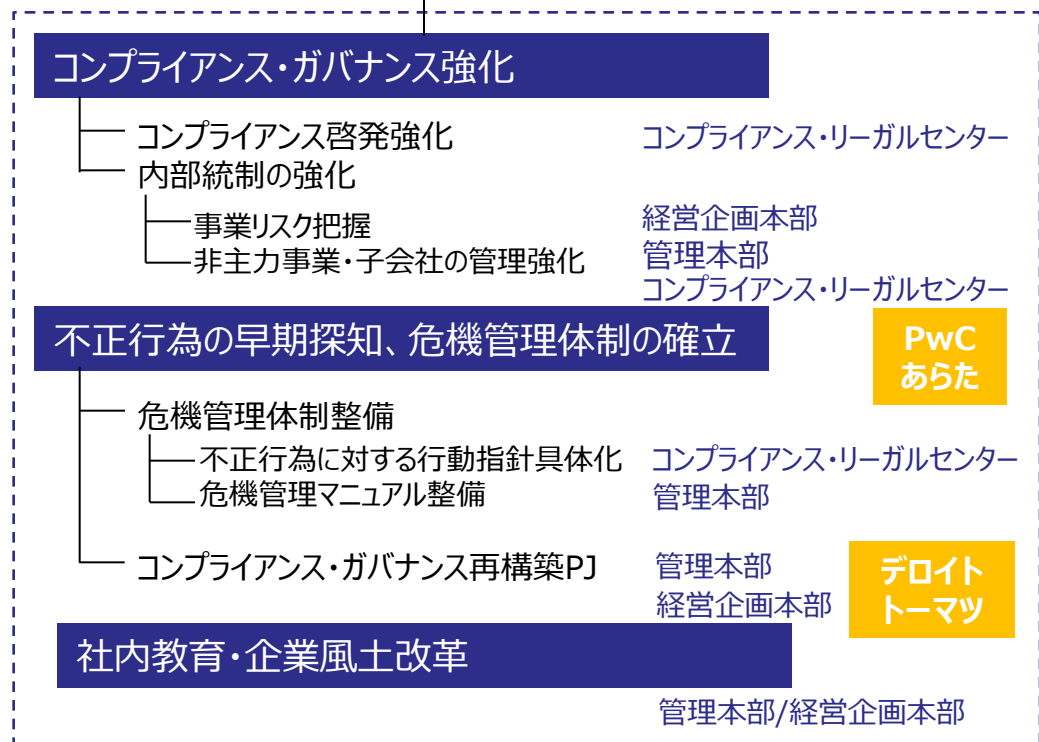 コンプライアンス・ガバナンス強化
コンプライアンス啓発強化
コンプライアンス・リーガルセンター
内部統制の強化
事業リスク把握
経営企画本部
非主力事業・子会社の管理強化
管理本部
コンプライアンス・リーガルセンター
不正行為の早期探知、危機管理体制の確立
PwC
あらた
危機管理体制整備
不正行為に対する行動指針具体化
コンプライアンス・リーガルセンター
危機管理マニュアル整備
管理本部
コンプライアンス・ガバナンス再構築PJ
管理本部
経営企画本部
デロイト
トーマツ
社内教育・企業風土改革
管理本部/経営企画本部